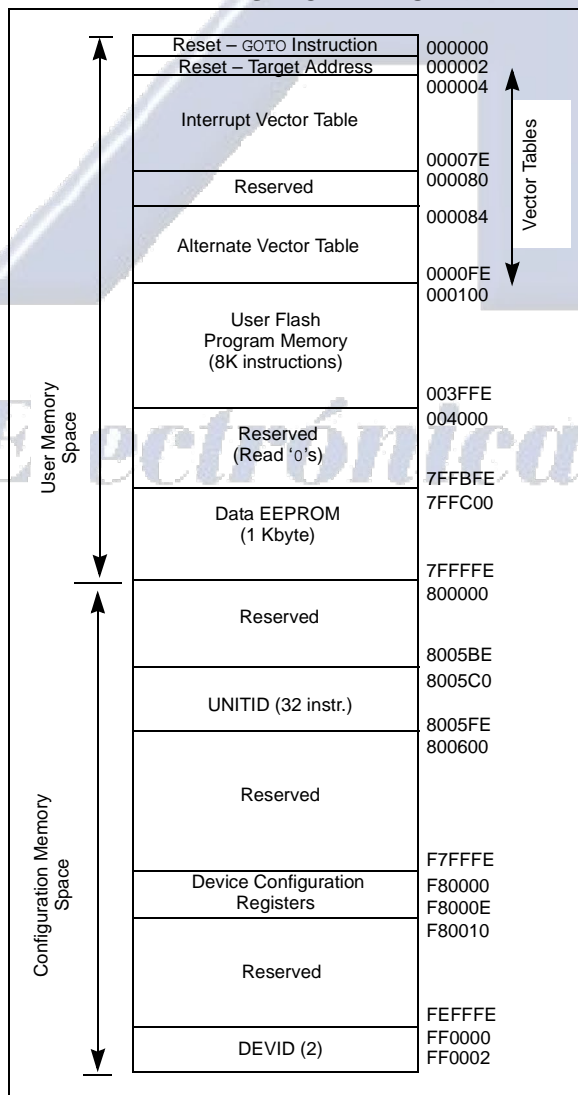 Reset – GOTO Instruction 000000
Reset – Target Address 000002
000004
Interrupt Vector Table
00007E
Reserved 000080
000084
Alternate Vector Table
0000FE
000100
Vector Tables
User Flash
Program Memory
(8K instructions)
003FFE
004000
Reserved
(Read ‘0’s)
7FFBFE
7FFC00
Data EEPROM
(1 Kbyte)
7FFFFE
User Memory
Space
800000
Reserved
8005BE
8005C0
UNITID (32 instr.)
8005FE
800600
Reserved
F7FFFE
Device Configuration
Registers
F80000
F8000E
F80010
Reserved
FEFFFE
FF0000
DEVID (2)
FF0002
Configuration Memory
Space
Electrónica